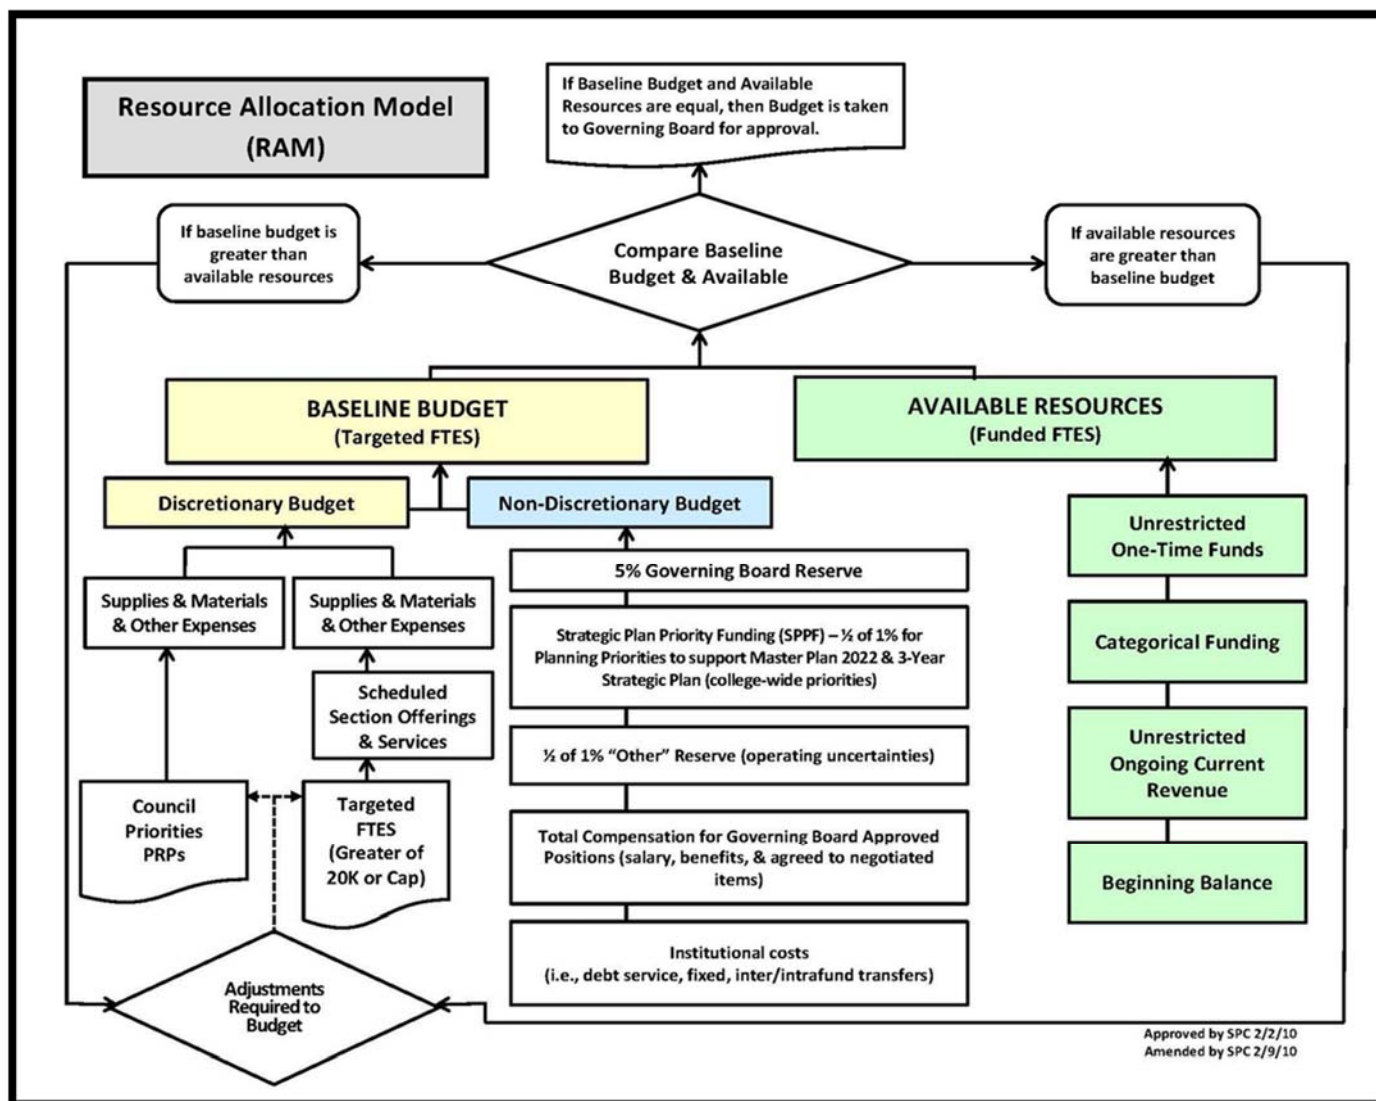 Resource Allocation Model
(RAM)
If Baseline Budget and Available
Resources are equal, then Budget is taken
to Governing Board for approval.
If baseline budget is
greater than
available resources
Compare Baseline
Budget & Available
If available resources
are greater than
baseline budget
BASELINE BUDGET
(Targeted FTES)
AVAILABLE RESOURCES
(Funded FTES)
Discretionary Budget
Non-Discretionary Budget
Supplies & Materials
& Other Expenses
Supplies & Materials
& Other Expenses
Scheduled
Section Offerings
& Services
Council
Priorities
PRPs
Targeted
FTES
(Greater of
20K or Cap)
Adjustments
Required to
Budget
5% Governing Board Reserve
Strategic Plan Priority Funding (SPPF) – ½ of 1% for
Planning Priorities to support Master Plan 2022 & 3-Year
Strategic Plan (college-wide priorities)
½ of 1% “Other” Reserve (operating uncertainties)
Total Compensation for Governing Board Approved
Positions (salary, benefits, & agreed to negotiated
items)
Institutional costs
(i.e., debt service, fixed, inter/intrafund transfers)
Unrestricted
One-Time Funds
Categorical Funding
Unrestricted
Ongoing Current
Revenue
Beginning Balance
Approved by SPC 2/2/10
Amended by SPC 2/9/10